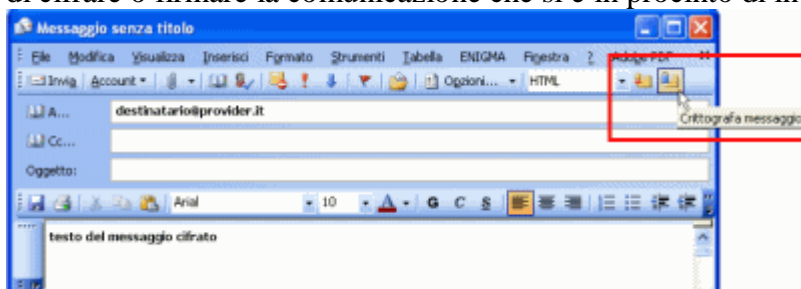 di cifrare o firmare la comunicazione che si è in procinto di in
Messaggio senza titolo
File Modifica Visualizza Inserisci Formato Strumenti Tabella ENIGMA Finestra ? Adobe PDF
Invia Account Opzioni... HTML
A... destinatario@provider.it
Crittografa messaggio
Cc...
Oggetto:
Arial 10 A G C S
testo del messaggio cifrato